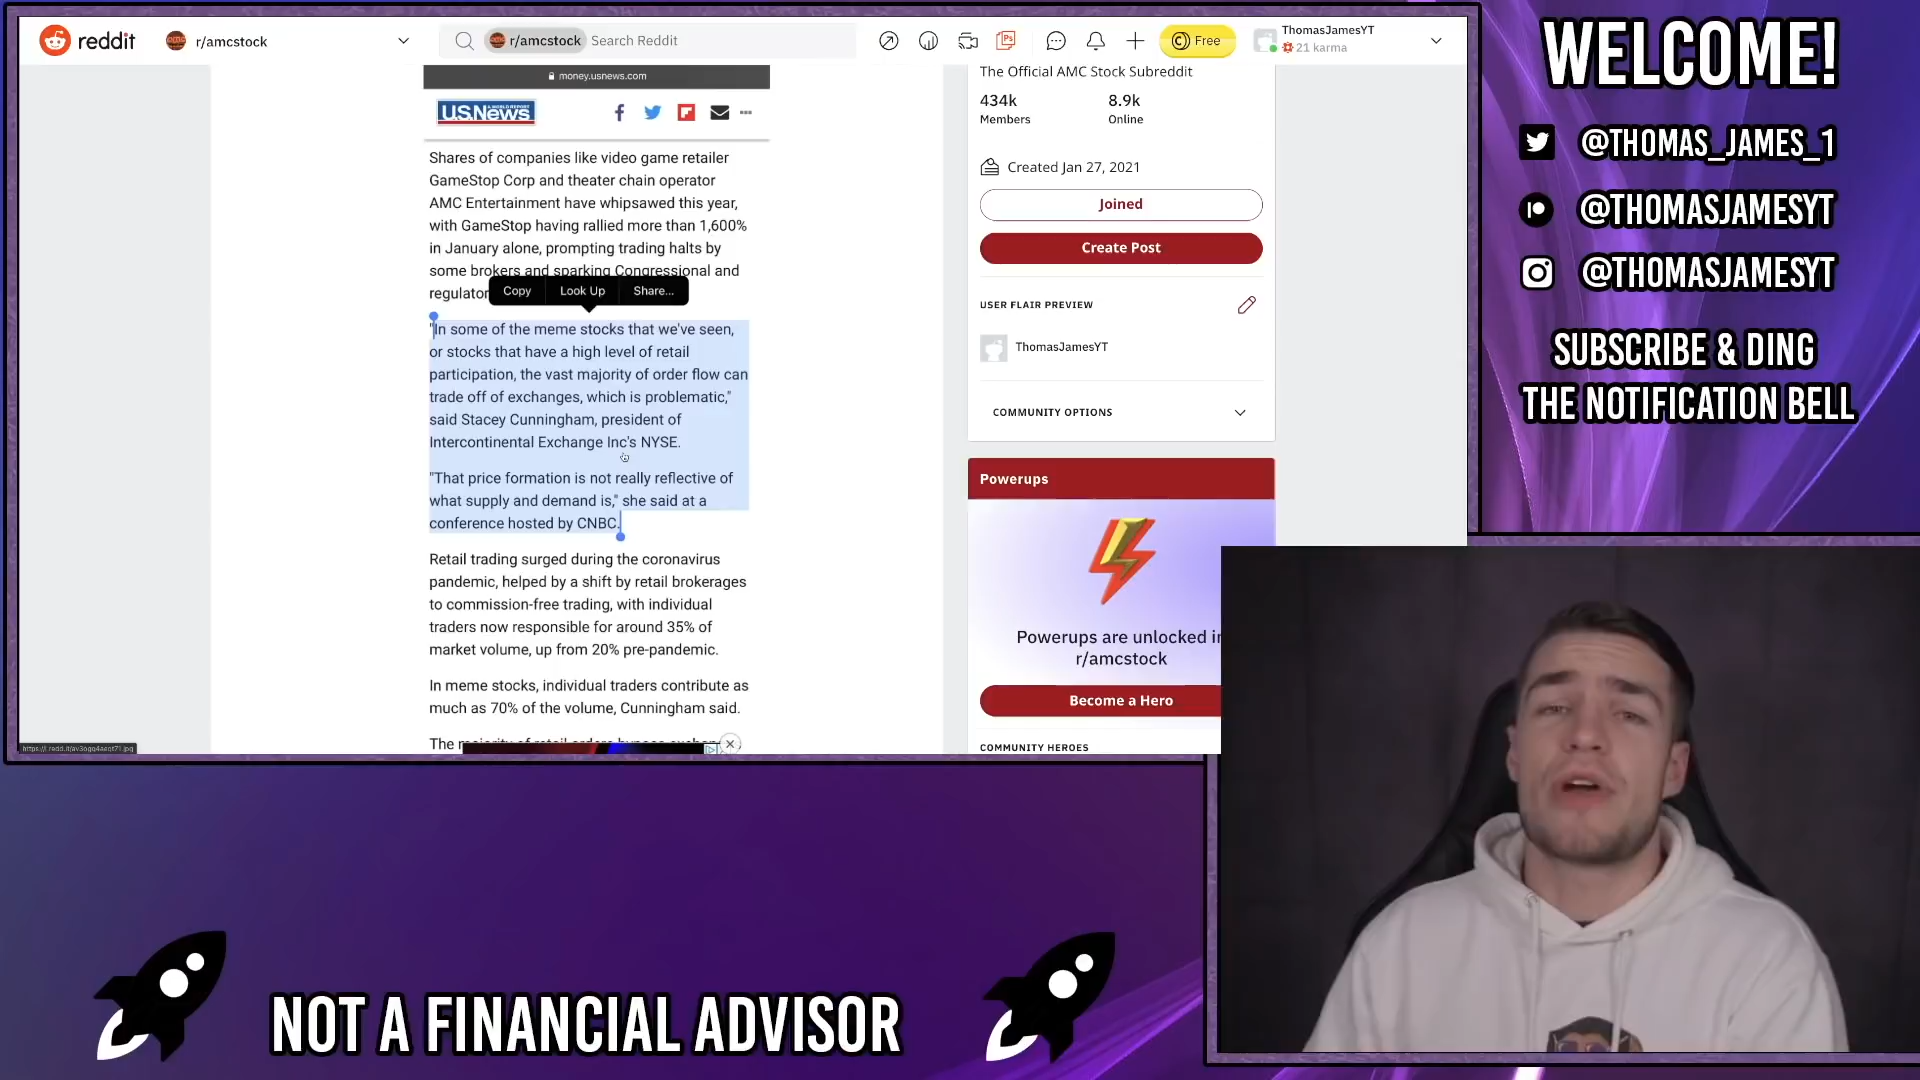 reddit
r/amcstock
r/amcstock Search Reddit
Free
ThomasJamesYT
21 karma
money.usnews.com
U.S.News
Shares of companies like video game retailer
GameStop Corp and theater chain operator
AMC Entertainment have whipsawed this year,
with GameStop having rallied more than 1,600%
in January alone, prompting trading halts by
some brokers and sparking Congressional and
regulator
Copy
Look Up
Share...
"In some of the meme stocks that we've seen,
or stocks that have a high level of retail
participation, the vast majority of order flow can
trade off of exchanges, which is problematic,"
said Stacey Cunningham, president of
Intercontinental Exchange Inc's NYSE.
"That price formation is not really reflective of
what supply and demand is," she said at a
conference hosted by CNBC.
Retail trading surged during the coronavirus
pandemic, helped by a shift by retail brokerages
to commission-free trading, with individual
traders now responsible for around 35% of
market volume, up from 20% pre-pandemic.
In meme stocks, individual traders contribute as
much as 70% of the volume, Cunningham said.
The majority of retail orders bypass
The Official AMC Stock Subreddit
434k
8.9k
Members
Online
Created Jan 27, 2021
Joined
Create Post
USER FLAIR PREVIEW
ThomasJamesYT
COMMUNITY OPTIONS
Powerups
Powerups are unlocked in
r/amcstock
Become a Hero
COMMUNITY HEROES
WELCOME!
@THOMAS_JAMES_1
@THOMASJAMESYT
@THOMASJAMESYT
SUBSCRIBE & DING
THE NOTIFICATION BELL
NOT A FINANCIAL ADVISOR